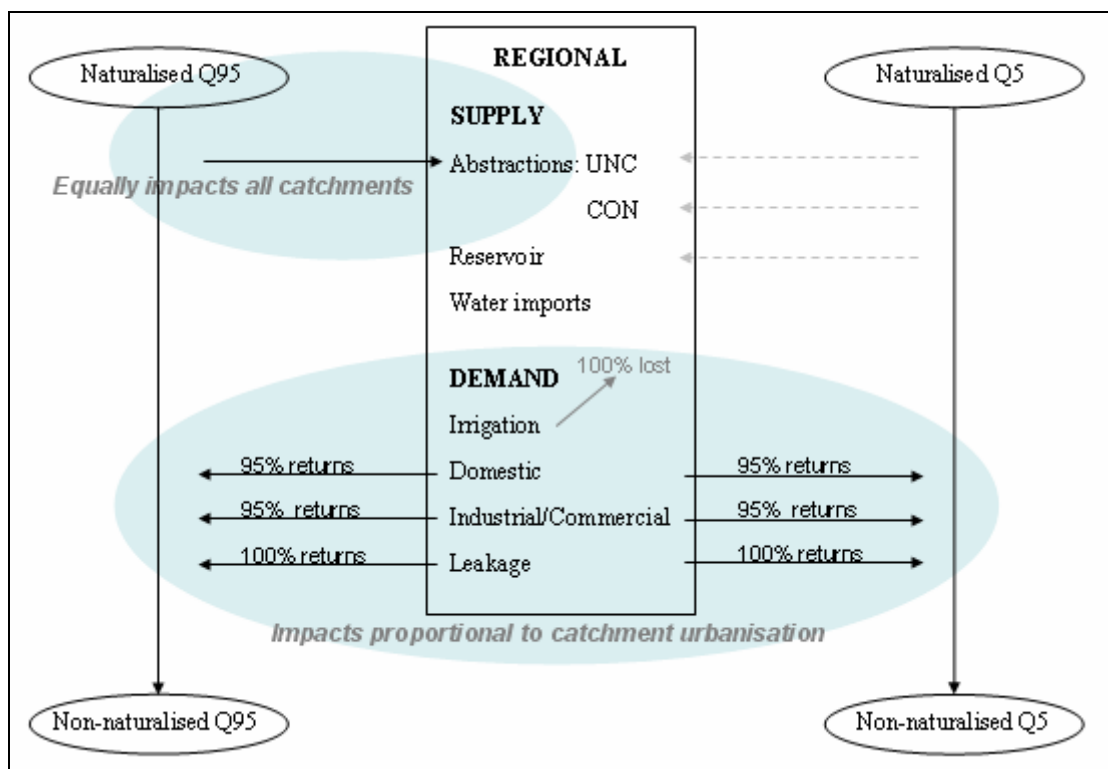 Naturalised Q95
REGIONAL
Naturalised Q5
SUPPLY
Abstractions: UNC
Equally impacts all catchments
CON
Reservoir
Water imports
100% lost
DEMAND
Irrigation
95% returns
Domestic
95% returns
95% returns
Industrial/Commercial
95% returns
100% returns
Leakage
100% returns
Impacts proportional to catchment urbanisation
Non-naturalised Q95
Non-naturalised Q5